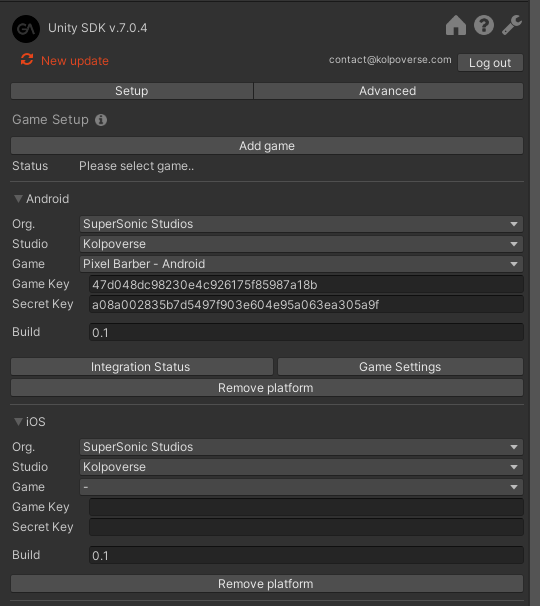 GA
Unity SDK v.7.0.4
New update
contact@kolpoverse.com
Log out
Setup
Advanced
Game Setup
Add game
Status Please select game..
Android
Org. SuperSonic Studios
Studio Kolpoverse
Game Pixel Barber - Android
Game Key 47d048dc98230e4c926175f85987a18b
Secret Key a08a002835b7d5497f903e604e95a063ea305a9f
Build 0.1
Integration Status
Game Settings
Remove platform
iOS
Org. SuperSonic Studios
Studio Kolpoverse
Game -
Game Key
Secret Key
Build 0.1
Remove platform